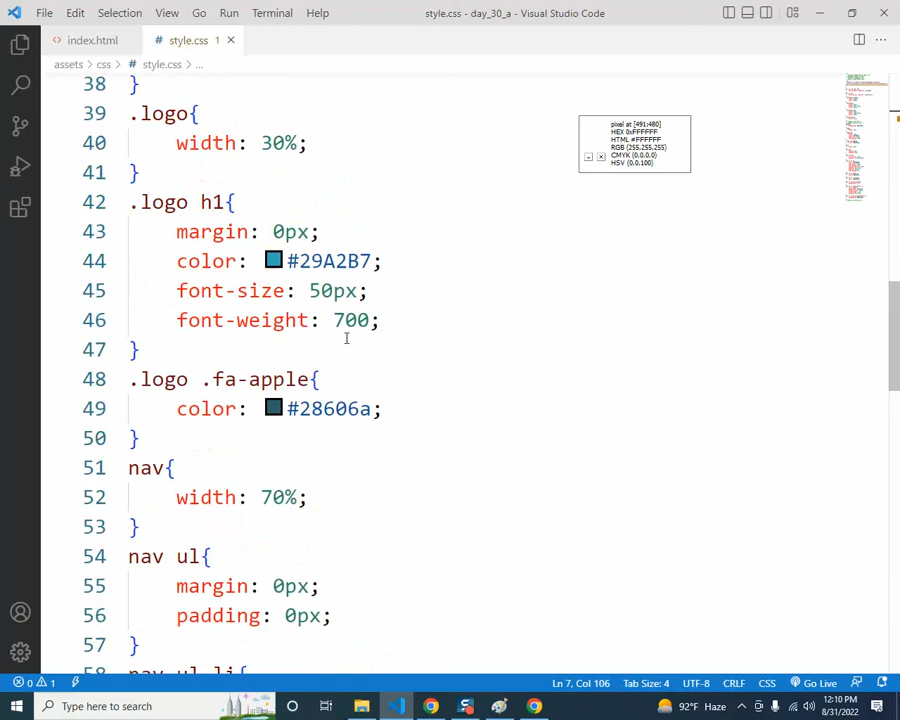 File Edit Selection View Go Run Terminal Help style.css - day_30_a - Visual Studio Code
index.html # style.css 1
assets > css > # style.css > ...
38 }
39 .logo{
40 width: 30%;
41 }
42 .logo h1{
43 margin: 0px;
44 color: #29A2B7;
45 font-size: 50px;
46 font-weight: 700;
47 }
48 .logo .fa-apple{
49 color: #28606a;
50 }
51 nav{
52 width: 70%;
53 }
54 nav ul{
55 margin: 0px;
56 padding: 0px;
57 }
58 nav ul li{
pixel at [491:480]
HEX 0xFFFFFF
HTML #FFFFFF
RGB (255.255.255)
CMYK (0.0.0.0)
HSV (0.0.100)
0 1 Ln 7, Col 106 Tab Size: 4 UTF-8 CRLF CSS Go Live
Type here to search 92°F Haze 12:10 PM
8/31/2022